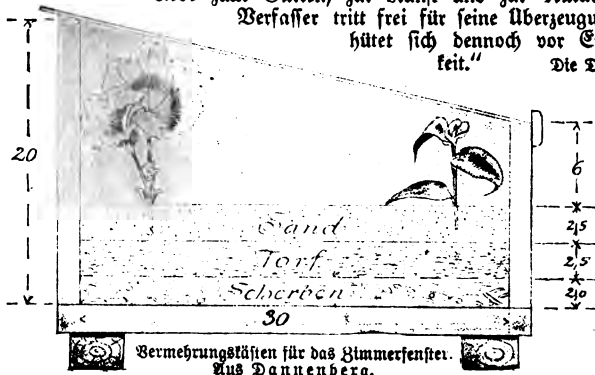 Verfasser tritt frei für seine Überzeugu
hütet sich dennoch vor E
keit.“ Die
20
6
Sand
2,5
Torf
2,5
Scherben
2,0
30
Vermehrungskästen für das Zimmerfenster.
Aus Dannenberg.